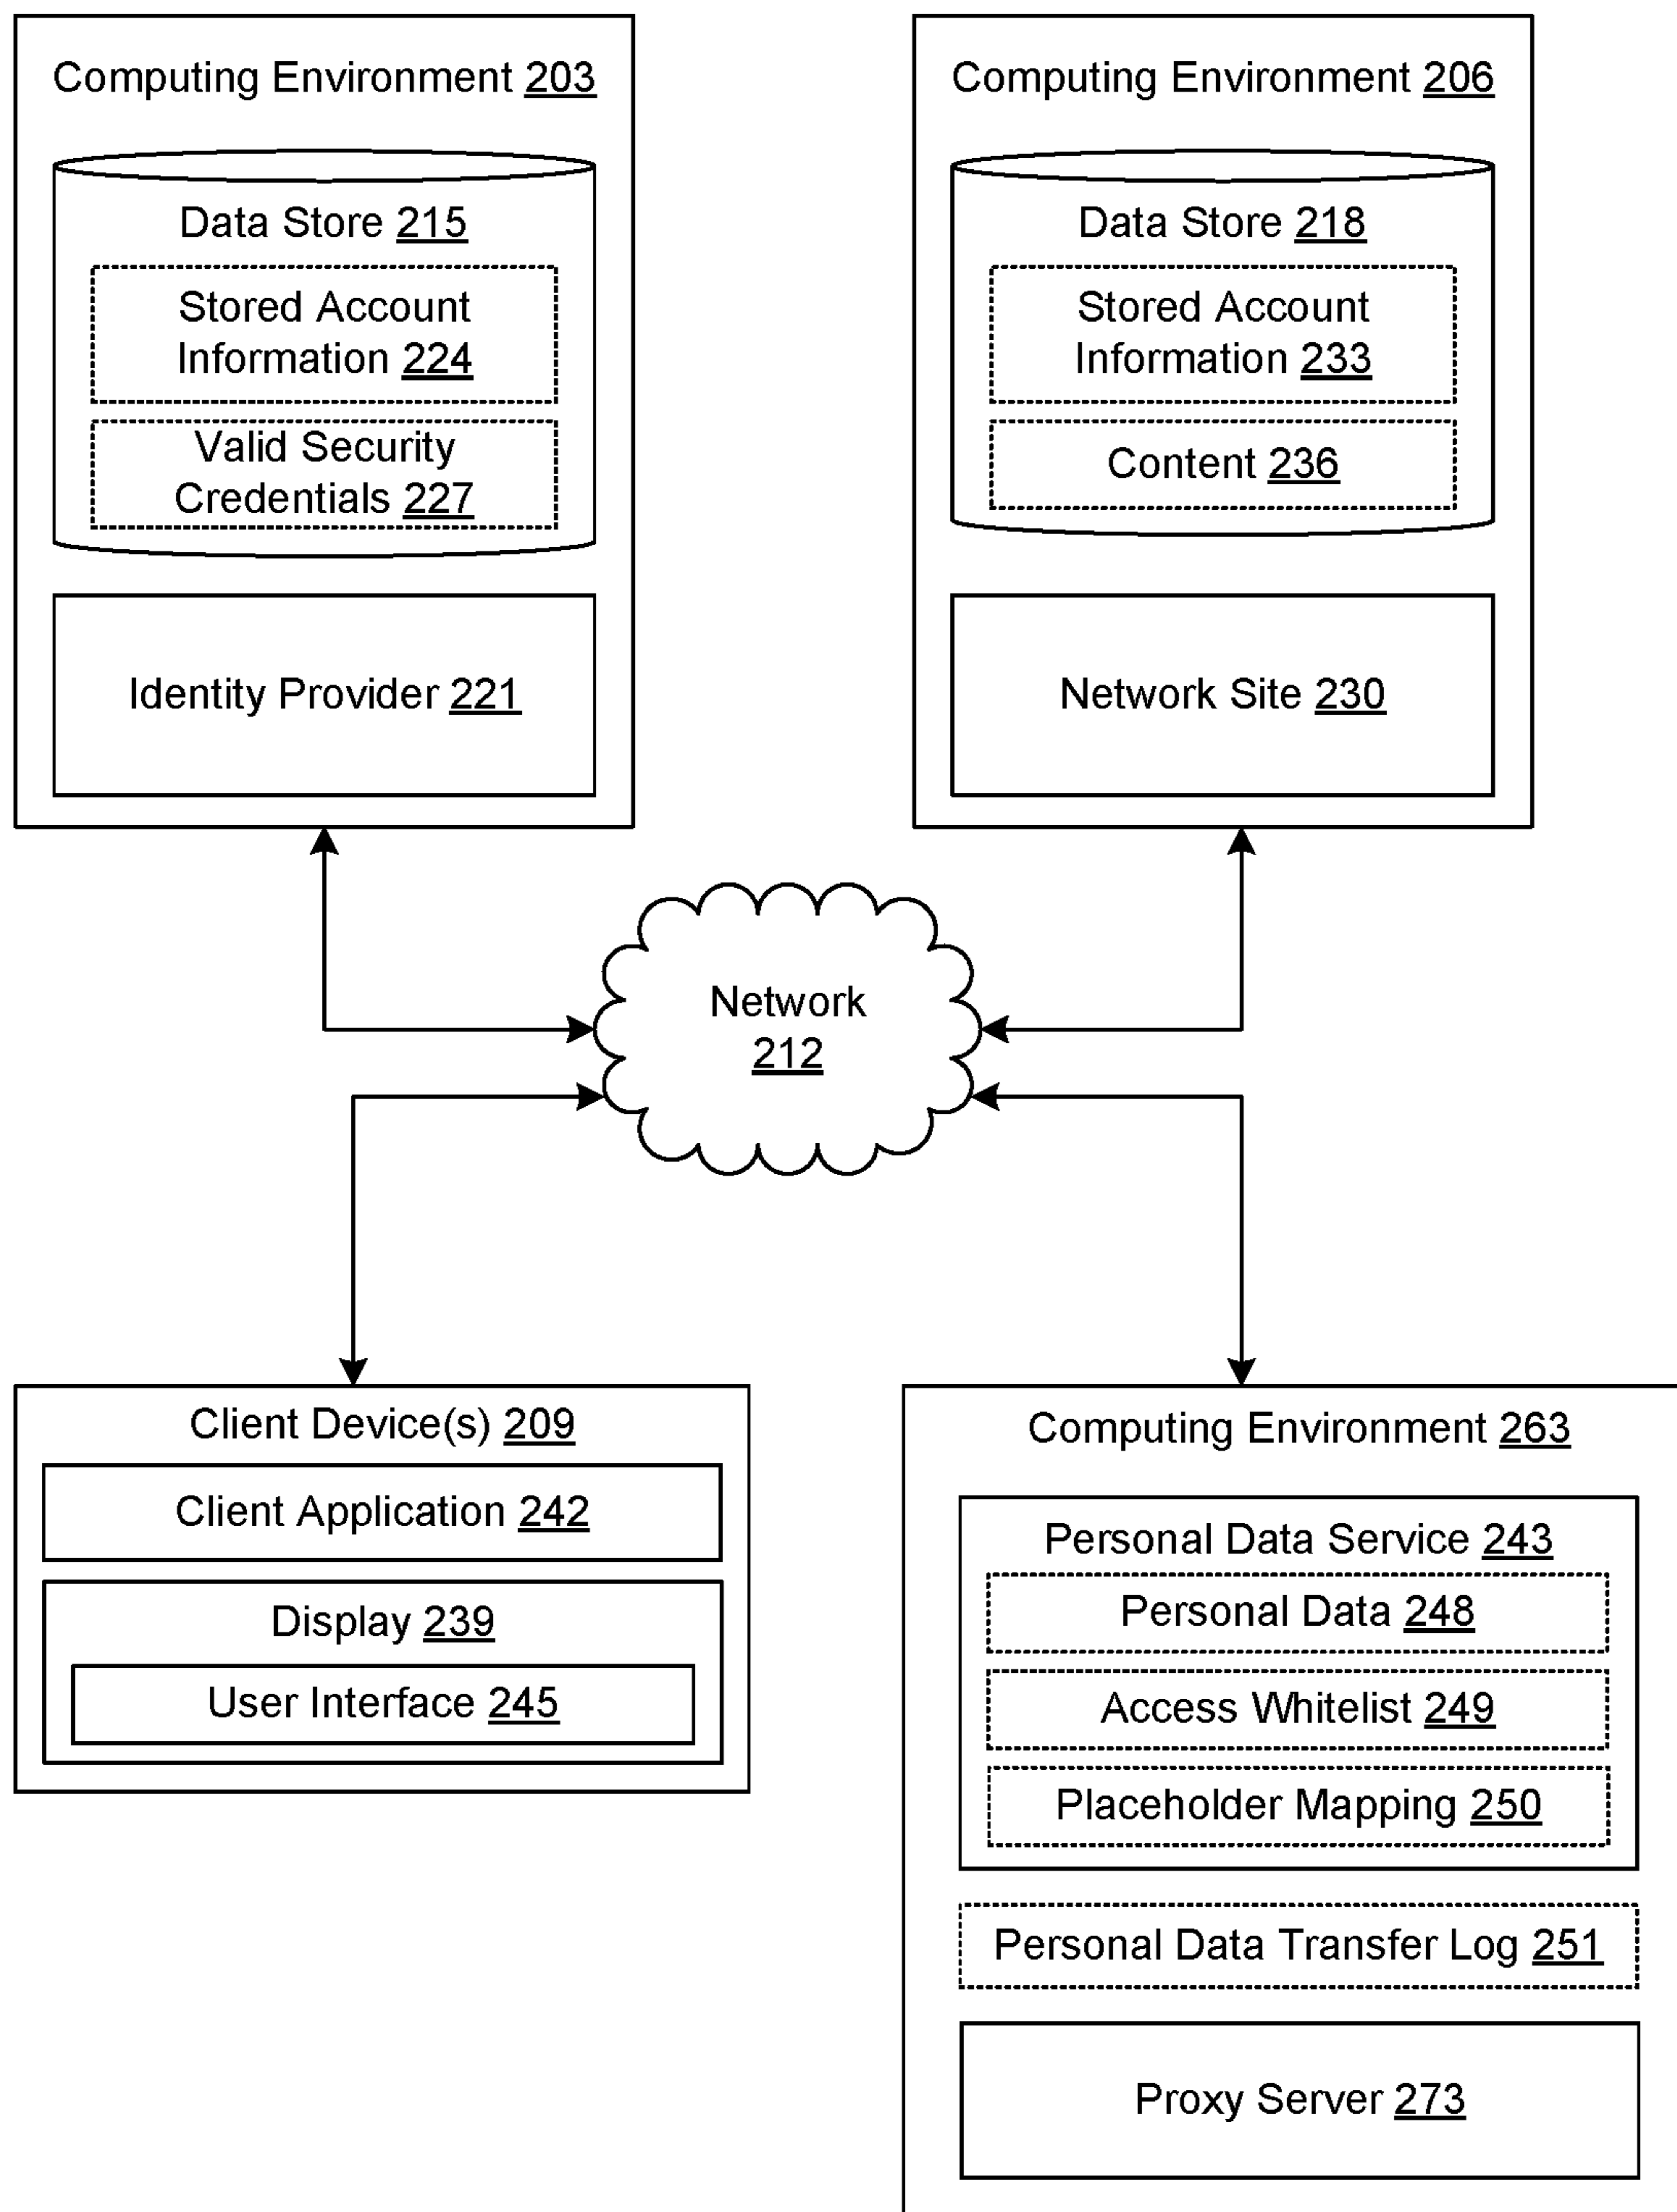 Computing Environment 203
Data Store 215
Stored Account
Information 224
Valid Security
Credentials 227
Identity Provider 221
Computing Environment 206
Data Store 218
Stored Account
Information 233
Content 236
Network Site 230
Network
212
Client Device(s) 209
Client Application 242
Display 239
User Interface 245
Computing Environment 263
Personal Data Service 243
Personal Data 248
Access Whitelist 249
Placeholder Mapping 250
Personal Data Transfer Log 251
Proxy Server 273